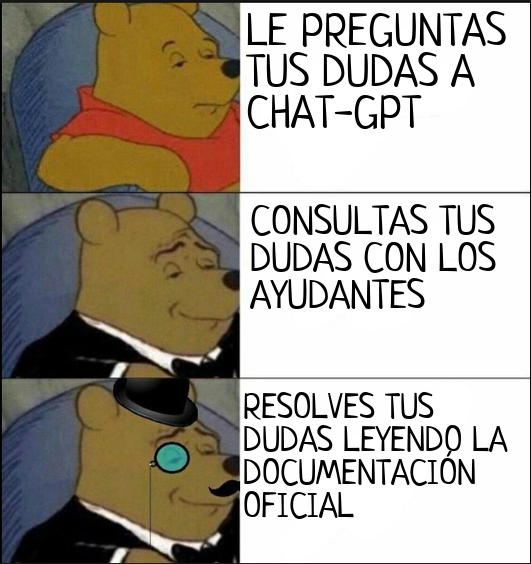 LE PREGUNTAS
TUS DUDAS A
CHAT-GPT
CONSULTAS TUS
DUDAS CON LOS
AYUDANTES
RESOLVES TUS
DUDAS LEYENDO LA
DOCUMENTACIÓN
OFICIAL